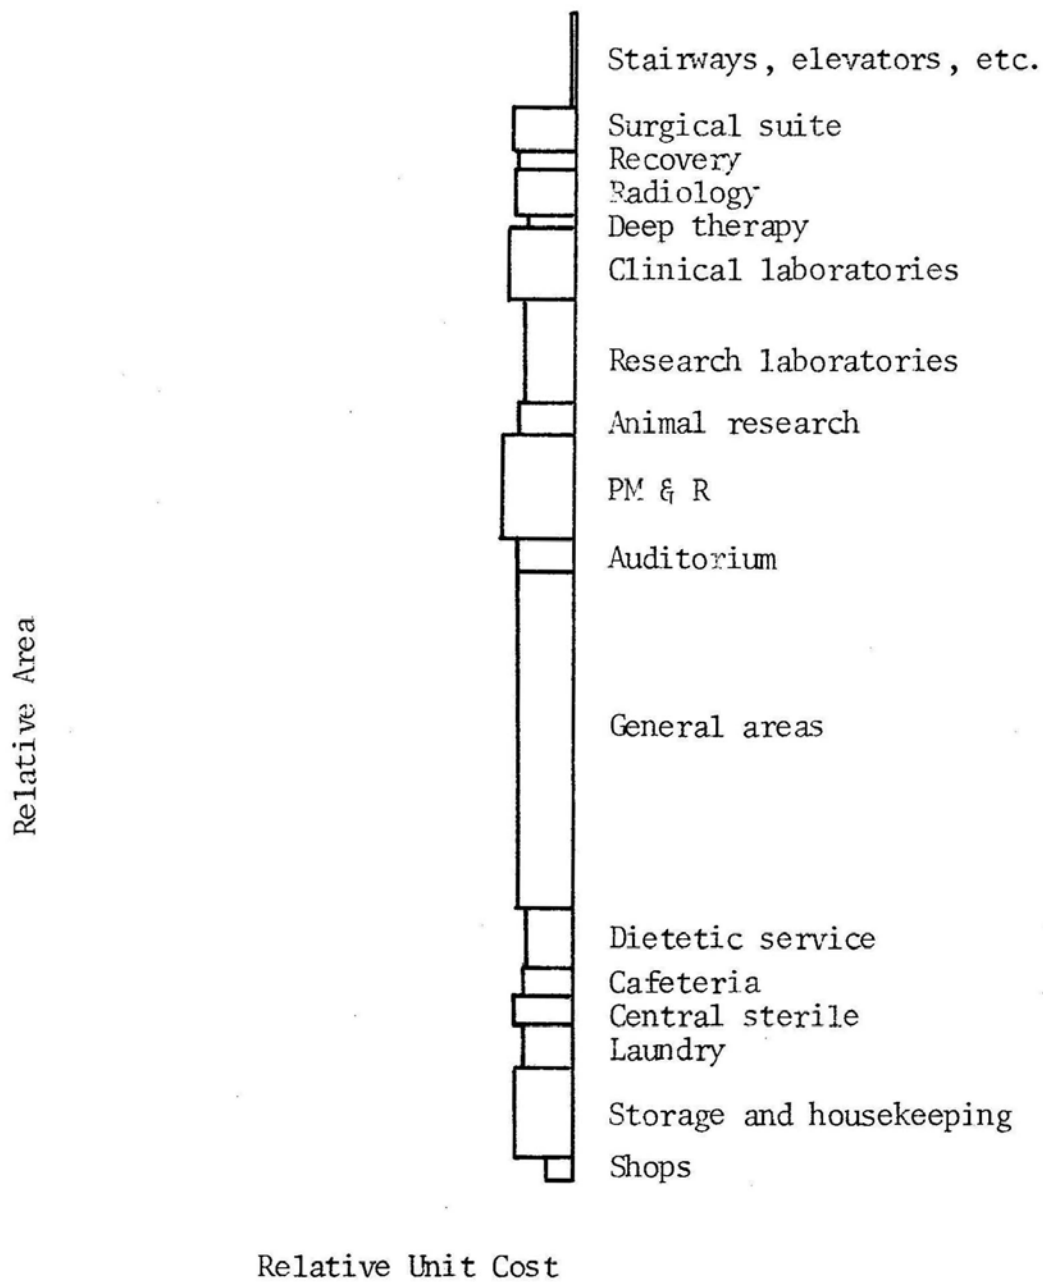 Stairways, elevators, etc.
Surgical suite
Recovery
Radiology
Deep therapy
Clinical laboratories
Research laboratories
Animal research
PM & R
Auditorium
Relative Area
General areas
Dietetic service
Cafeteria
Central sterile
Laundry
Storage and housekeeping
Shops
Relative Unit Cost